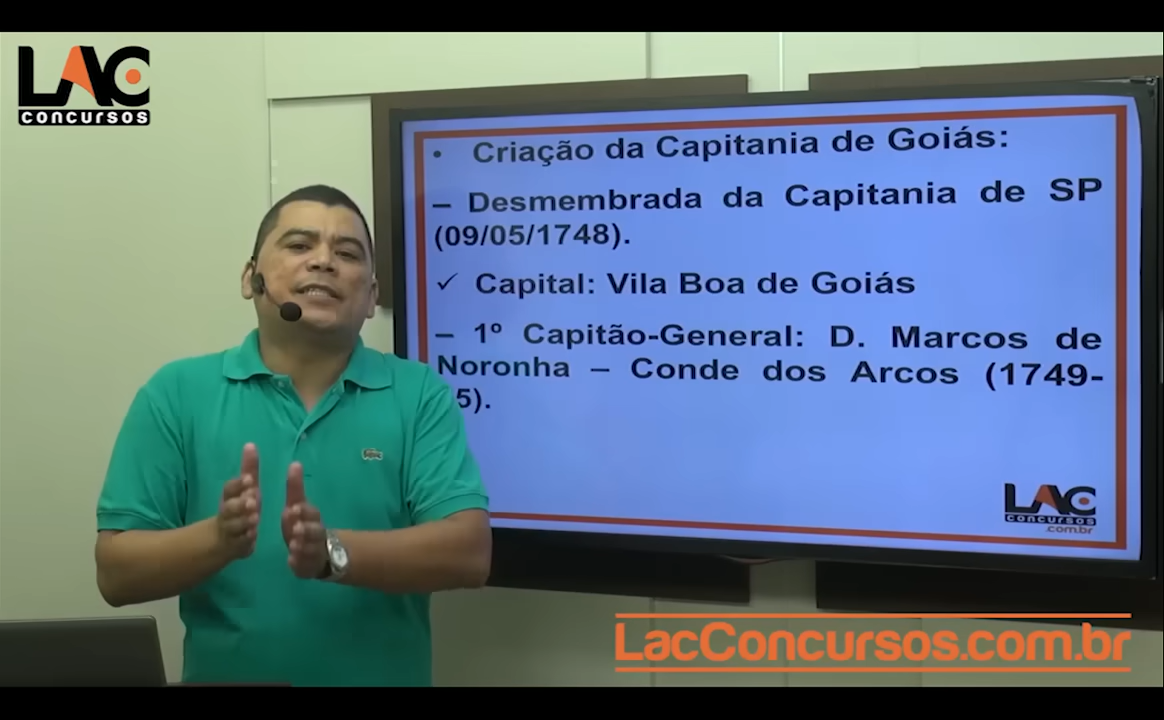 LAC
concursos
• Criação da Capitania de Goiás:
– Desmembrada da Capitania de SP
(09/05/1748).
✓ Capital: Vila Boa de Goiás
– 1º Capitão-General: D. Marcos de
Noronha – Conde dos Arcos (1749-
5).
LAC
concursos
.com.br
LacConcursos.com.br